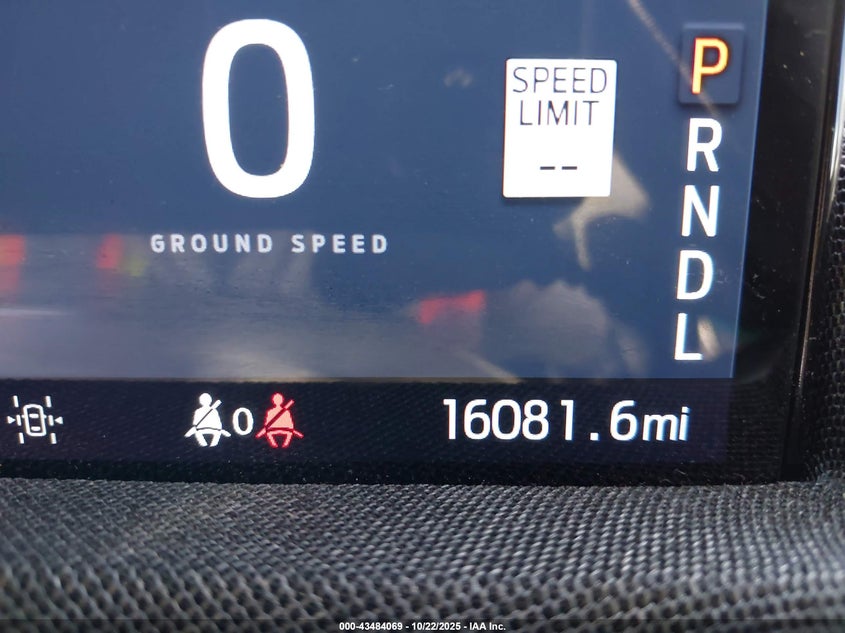 0
SPEED
LIMIT
--
GROUND SPEED
P
R
N
D
L
0
16081.6mi
000-43484069 - 10/22/2025 - IAA Inc.